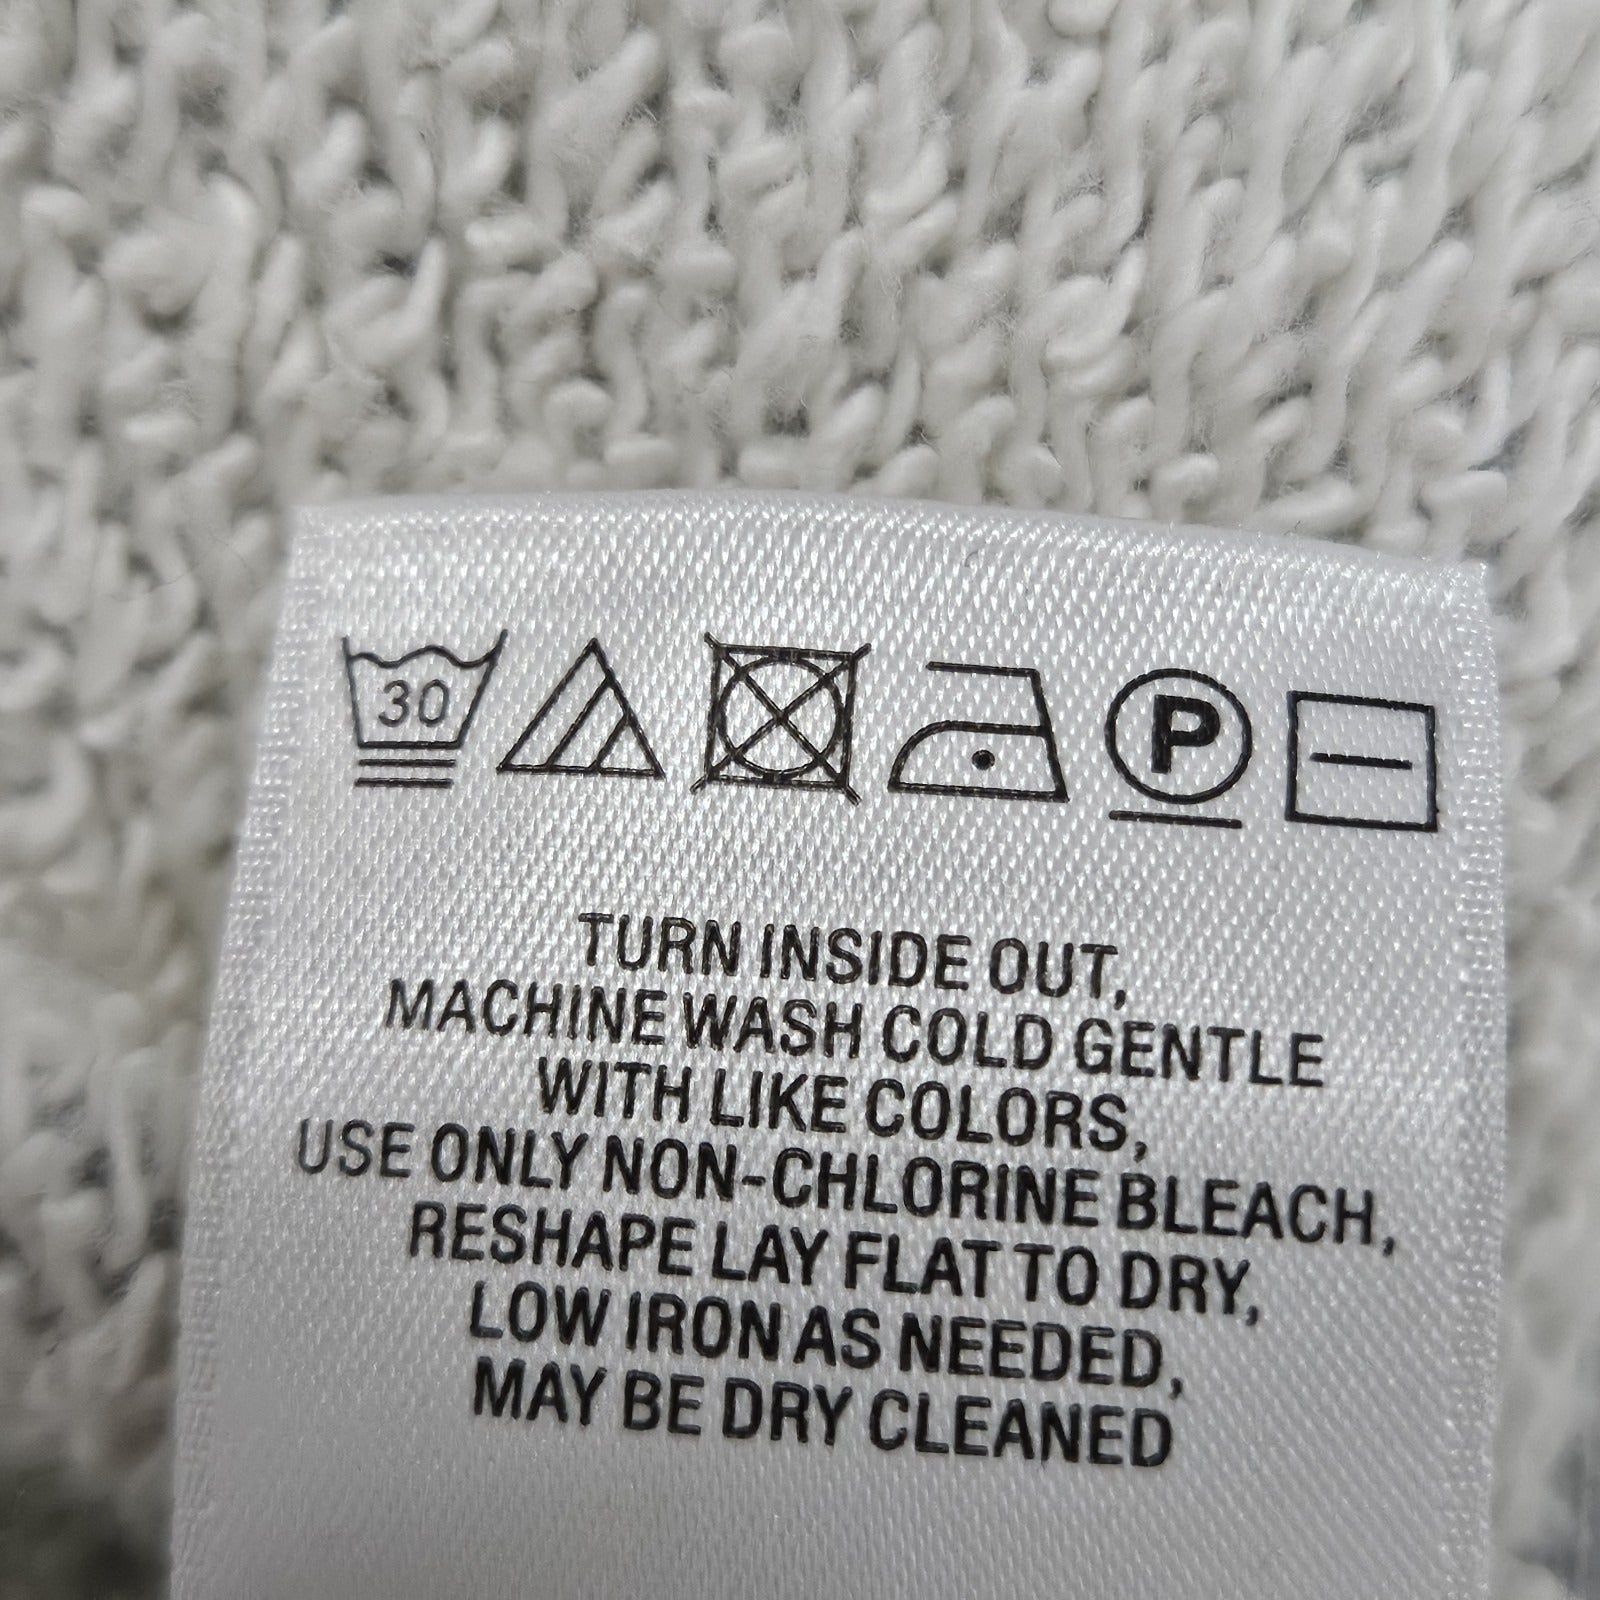 30 P
TURN INSIDE OUT,
MACHINE WASH COLD GENTLE
WITH LIKE COLORS,
USE ONLY NON-CHLORINE BLEACH,
RESHAPE LAY FLAT TO DRY,
LOW IRON AS NEEDED,
MAY BE DRY CLEANED